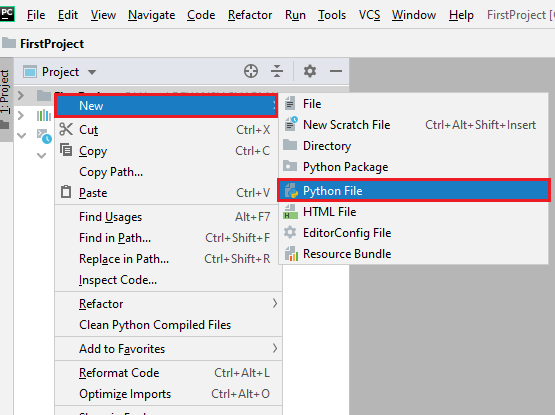 PC File Edit View Navigate Code Refactor Run Tools VCS Window Help FirstProject [
FirstProject
1: Project
Project
New
Cut Ctrl+X
Copy Ctrl+C
Copy Path...
Paste Ctrl+V
Find Usages Alt+F7
Find in Path... Ctrl+Shift+F
Replace in Path... Ctrl+Shift+R
Inspect Code...
Refactor
Clean Python Compiled Files
Add to Favorites
Reformat Code Ctrl+Alt+L
Optimize Imports Ctrl+Alt+O
File
New Scratch File Ctrl+Alt+Shift+Insert
Directory
Python Package
Python File
HTML File
EditorConfig File
Resource Bundle